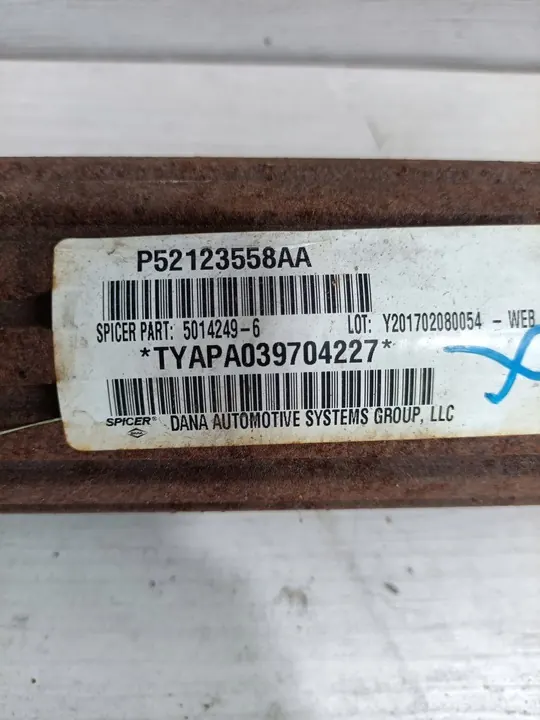 P52123558AA
SPICER PART: 5014249-6 LOT: Y201702080054 - WEB
*TYAPA039704227*
SPICER® DANA AUTOMOTIVE SYSTEMS GROUP, LLC